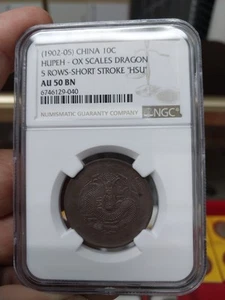 (1902-05) CHINA 10C
HUPEH - OX SCALES DRAGON
5 ROWS-SHORT STROKE "HSU"
AU 50 BN
6746129-040
NUMISMATIC GUARANTY COMPANY
NGC